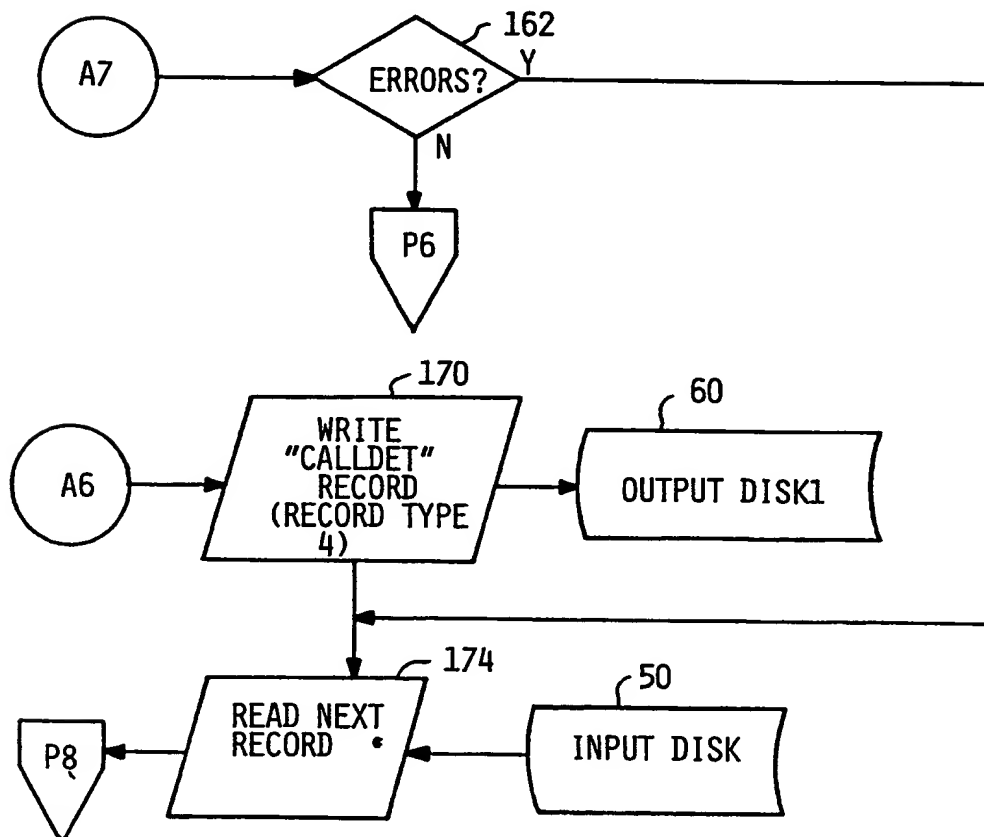 162
A7
ERRORS?
Y
N
P6
170
60
WRITE
"CALLDET"
RECORD
(RECORD TYPE
4)
A6
OUTPUT DISK1
174
50
READ NEXT
RECORD
INPUT DISK
P8